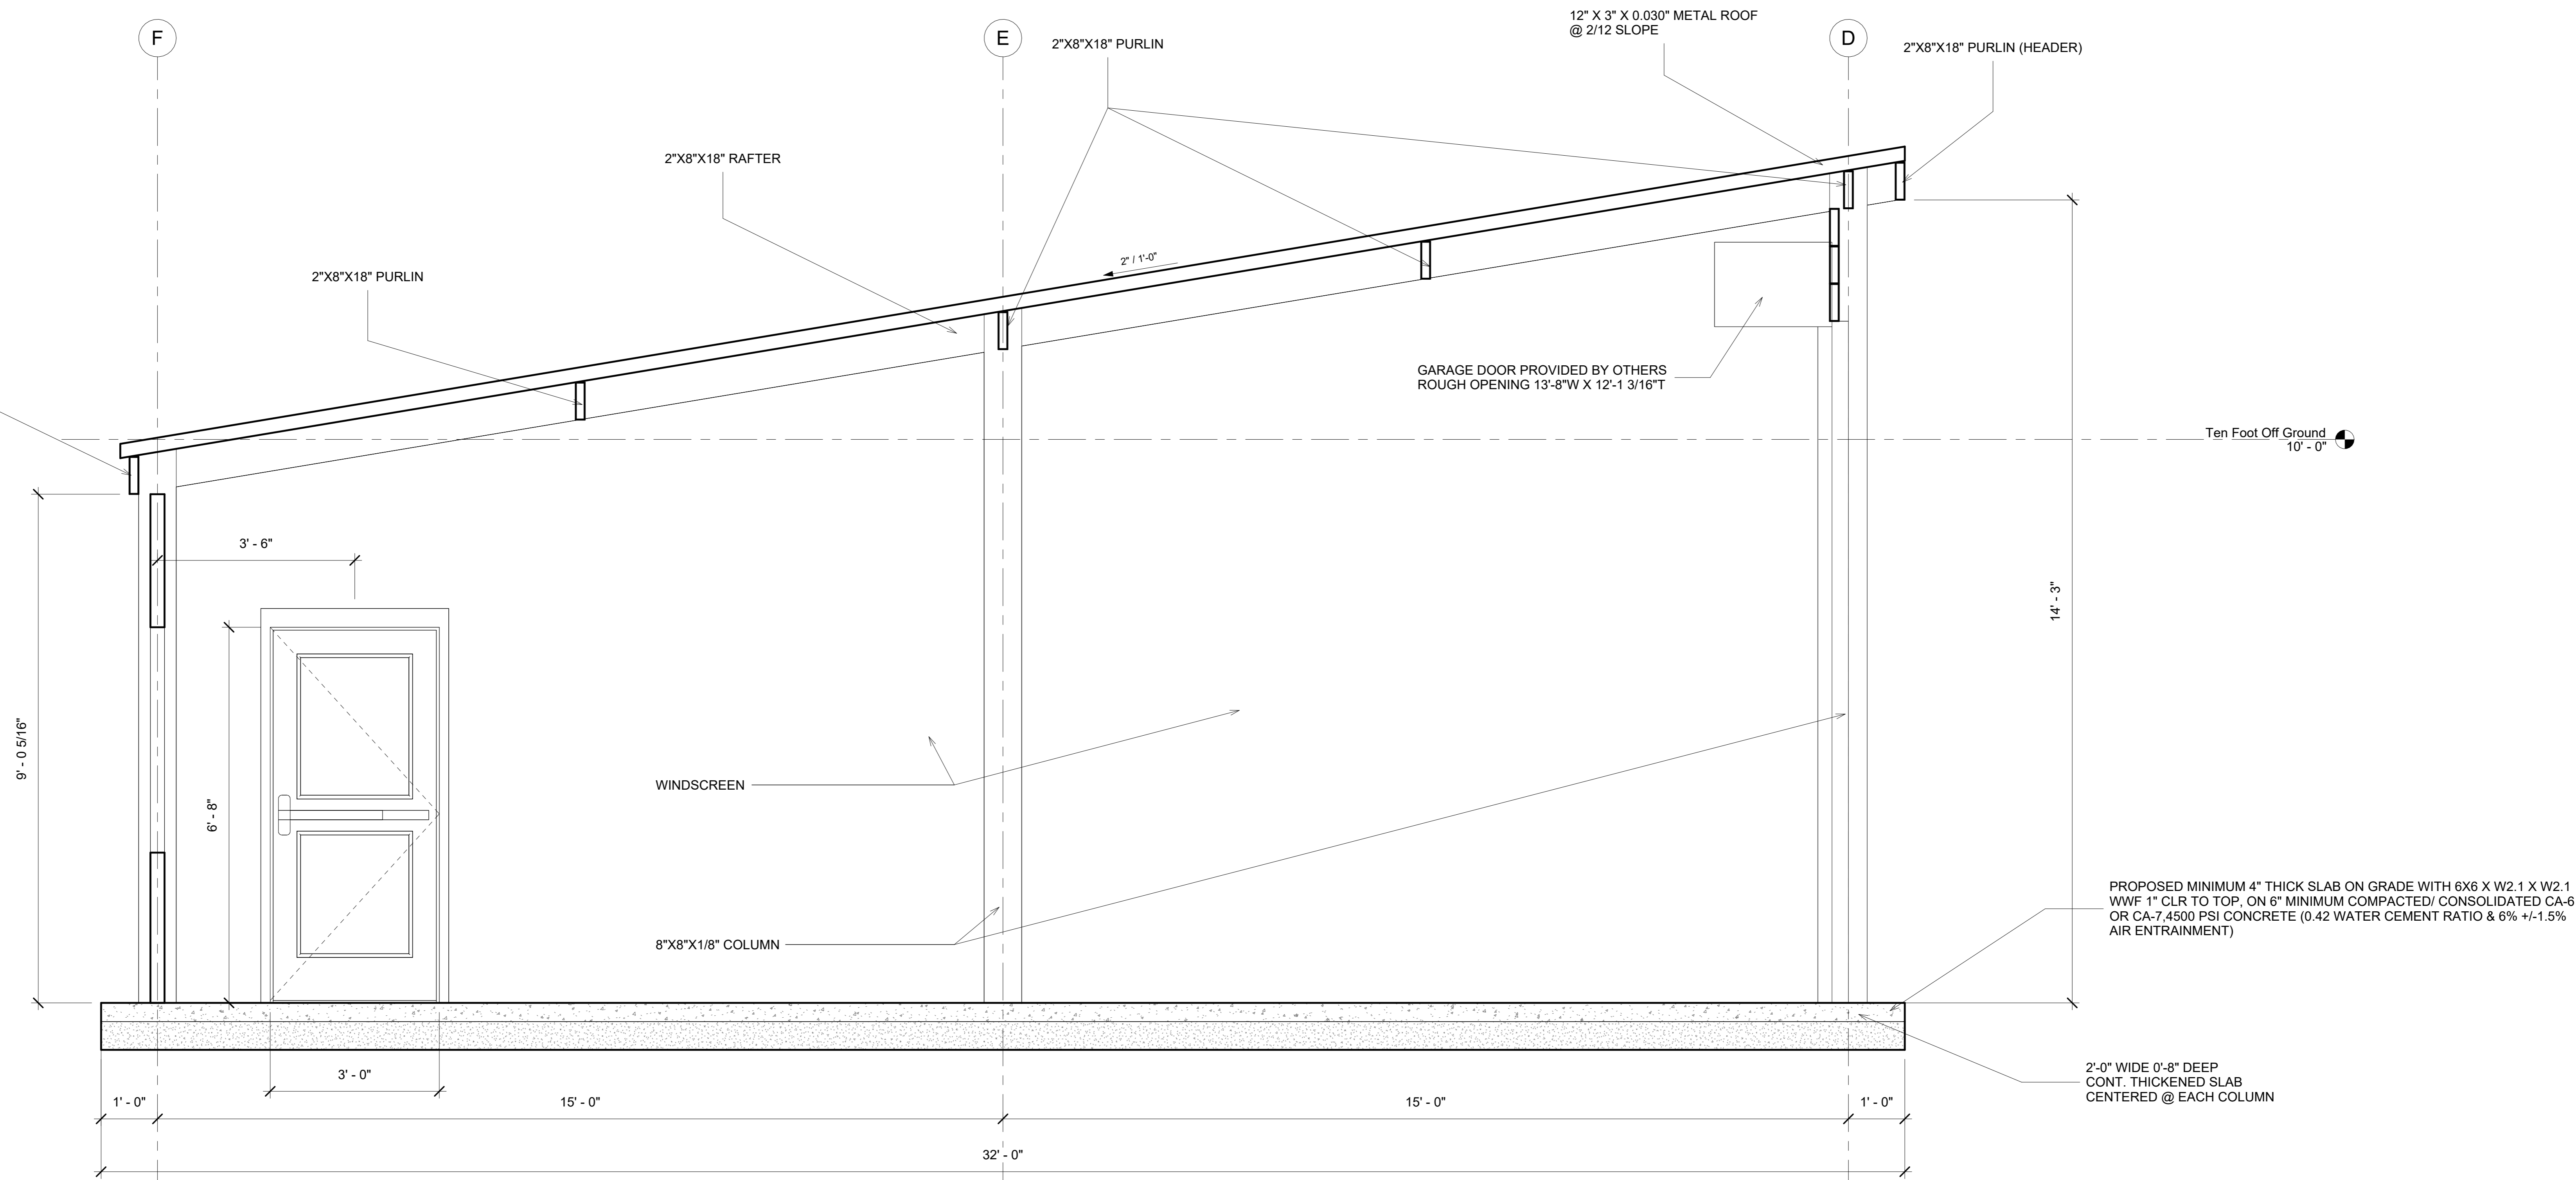 F
E
D
12" X 3" X 0.030" METAL ROOF
@ 2/12 SLOPE
2"X8"X18" PURLIN
2"X8"X18" PURLIN (HEADER)
2"X8"X18" RAFTER
2"X8"X18" PURLIN
2" / 1'-0"
GARAGE DOOR PROVIDED BY OTHERS
ROUGH OPENING 13'-8"W X 12'-1 3/16"T
Ten Foot Off Ground
10' - 0"
3' - 6"
14' - 3"
9' - 0 5/16"
6' - 8"
WINDSCREEN
8"X8"X1/8" COLUMN
PROPOSED MINIMUM 4" THICK SLAB ON GRADE WITH 6X6 X W2.1 X W2.1
WWF 1" CLR TO TOP, ON 6" MINIMUM COMPACTED/ CONSOLIDATED CA-6
OR CA-7,4500 PSI CONCRETE (0.42 WATER CEMENT RATIO & 6% +/-1.5%
AIR ENTRAINMENT)
2'-0" WIDE 0'-8" DEEP
CONT. THICKENED SLAB
CENTERED @ EACH COLUMN
3' - 0"
1' - 0"
15' - 0"
15' - 0"
1' - 0"
32' - 0"